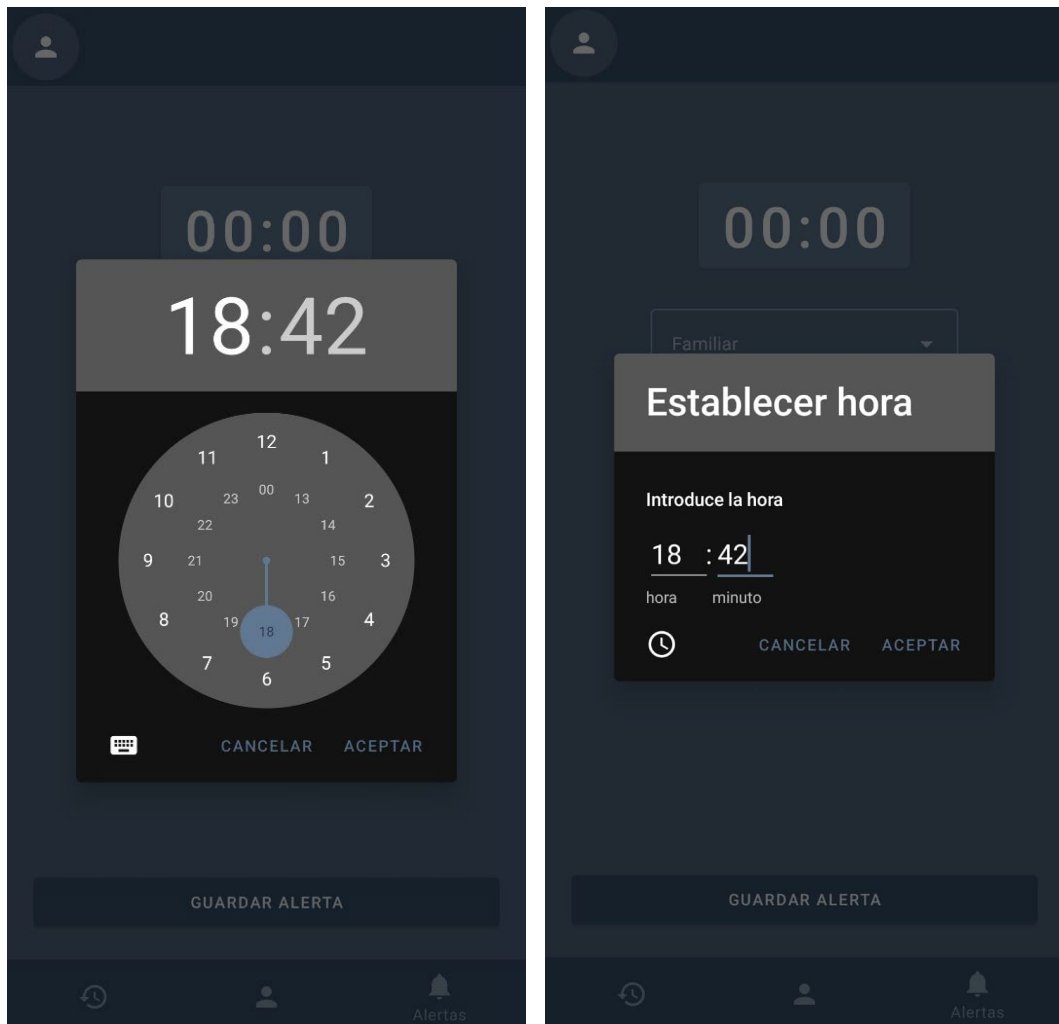 00:00
18:42
12
11 1
23 00 13
10 2
22 14
9 21 15 3
20 16
8 19 18 17 4
7 5
6
CANCELAR ACEPTAR
GUARDAR ALERTA
Alertas
00:00
Familiar
Establecer hora
Introduce la hora
18 : 42
hora minuto
CANCELAR ACEPTAR
GUARDAR ALERTA
Alertas